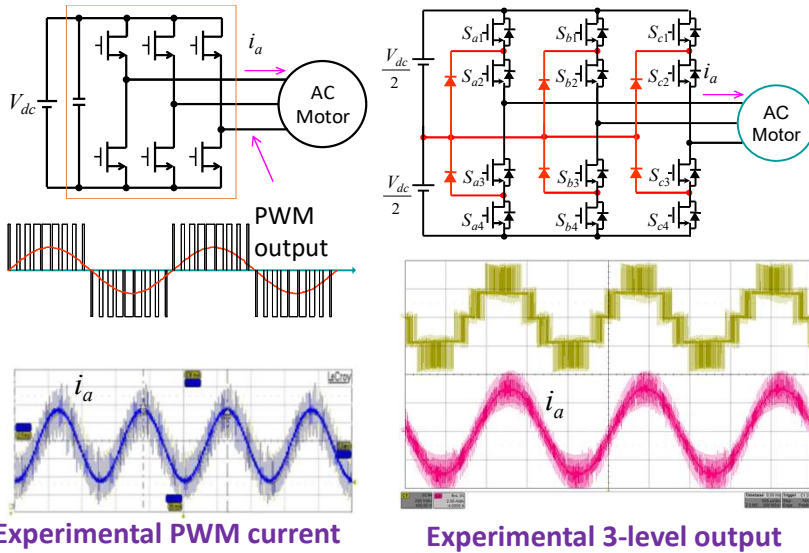 i_a
V_dc
AC
Motor
PWM
output
i_a
LeCroy
Experimental PWM current
V_dc/2
V_dc/2
S_a1
S_b1
S_c1
S_a2
S_b2
S_c2
i_a
AC
Motor
S_a3
S_b3
S_c3
S_a4
S_b4
S_c4
i_a
Experimental 3-level output